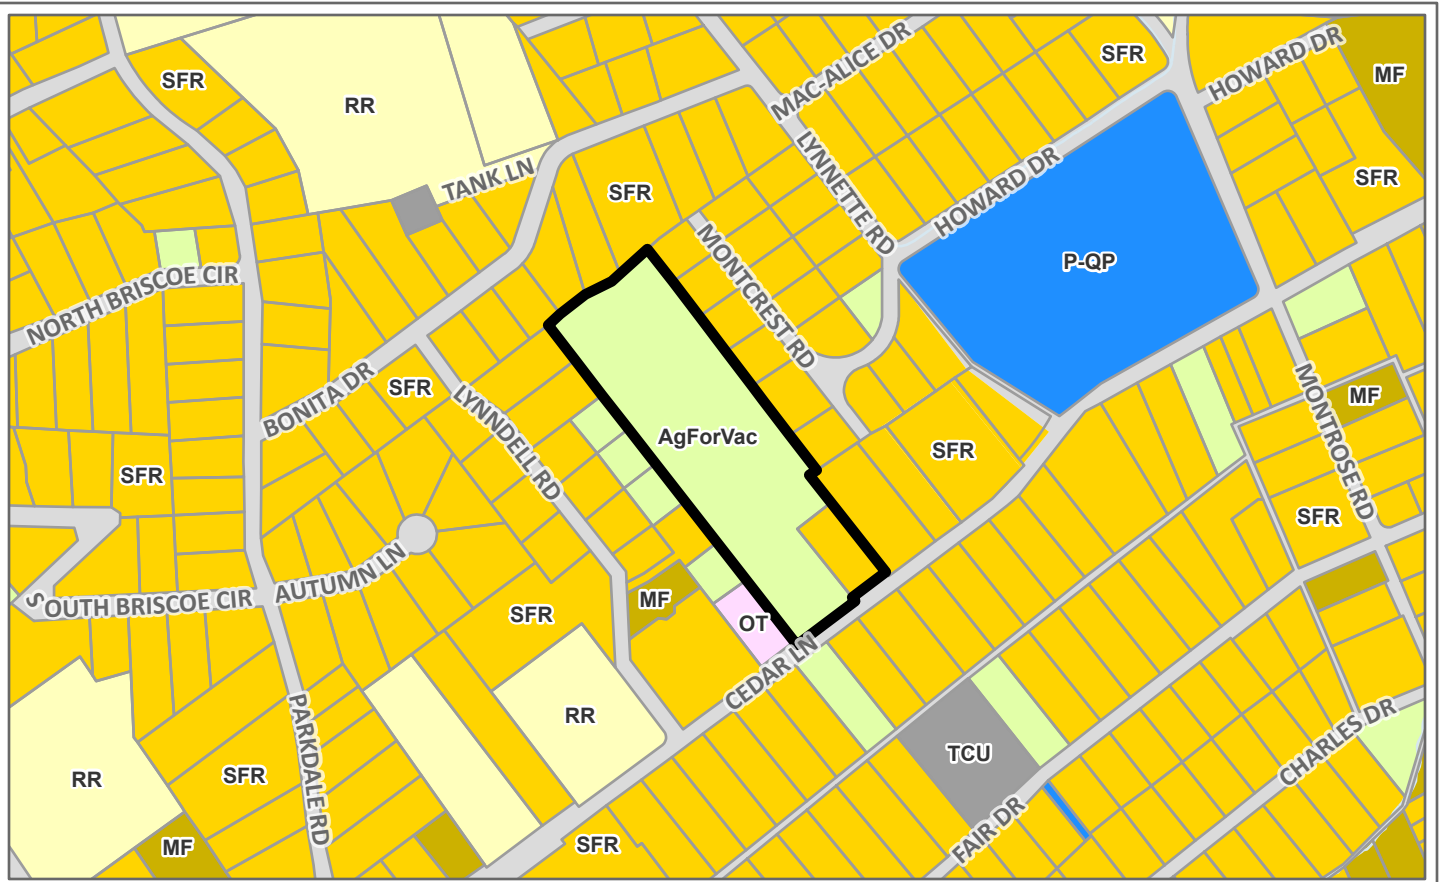 MAC-ALICE DR
SFR
HOWARD DR
MF
SFR
RR
TANK LN
SFR
LYNNETTE RD
HOWARD DR
SFR
P-QP
NORTH BRISCOE CIR
MONTCREST RD
BONITA DR
SFR
LYNNDELL RD
AgForVac
SFR
MF
MONTROSE RD
SFR
SFR
AUTUMN LN
SOUTH BRISCOE CIR
SFR
MF
OT
CEDAR LN
RR
PARKDALE RD
SFR
RR
TCU
CHARLES DR
FAIR DR
MF
SFR